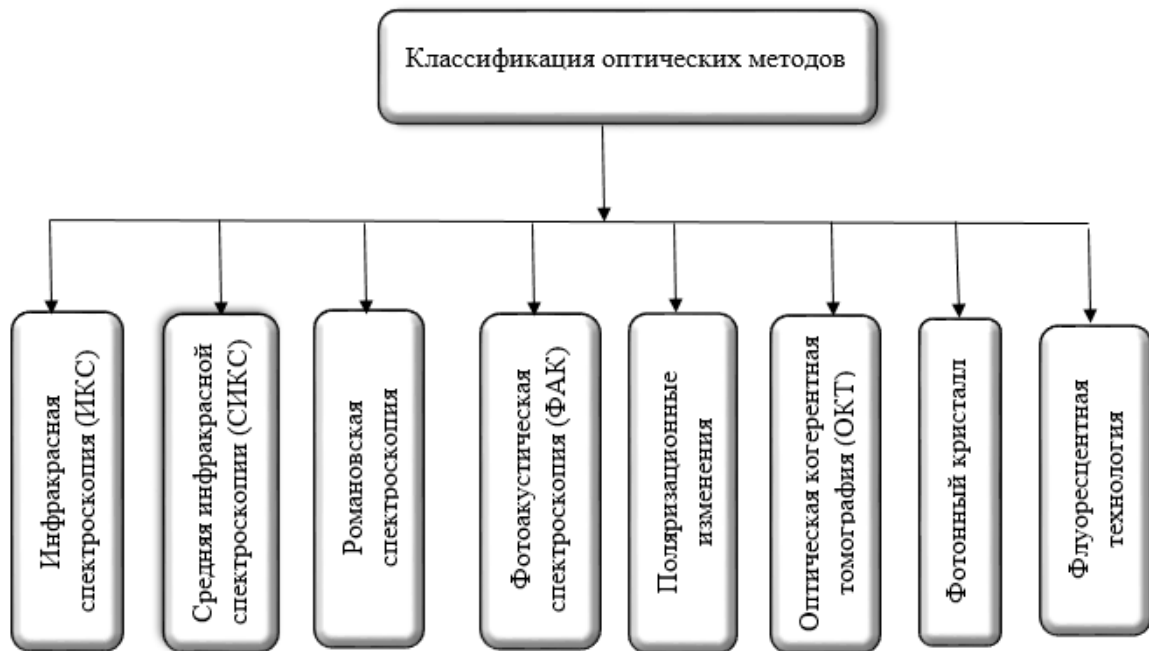 Классификация оптических методов
Инфракрасная
спектроскопия (ИКС)
Средняя инфракрасной
спектроскопии (СИКС)
Романовская
спектроскопия
Фотоакустическая
спектроскопия (ФАК)
Поляризационные
изменения
Оптическая когерентная
томография (ОКТ)
Фотонный кристалл
Флуоресцентная
технология